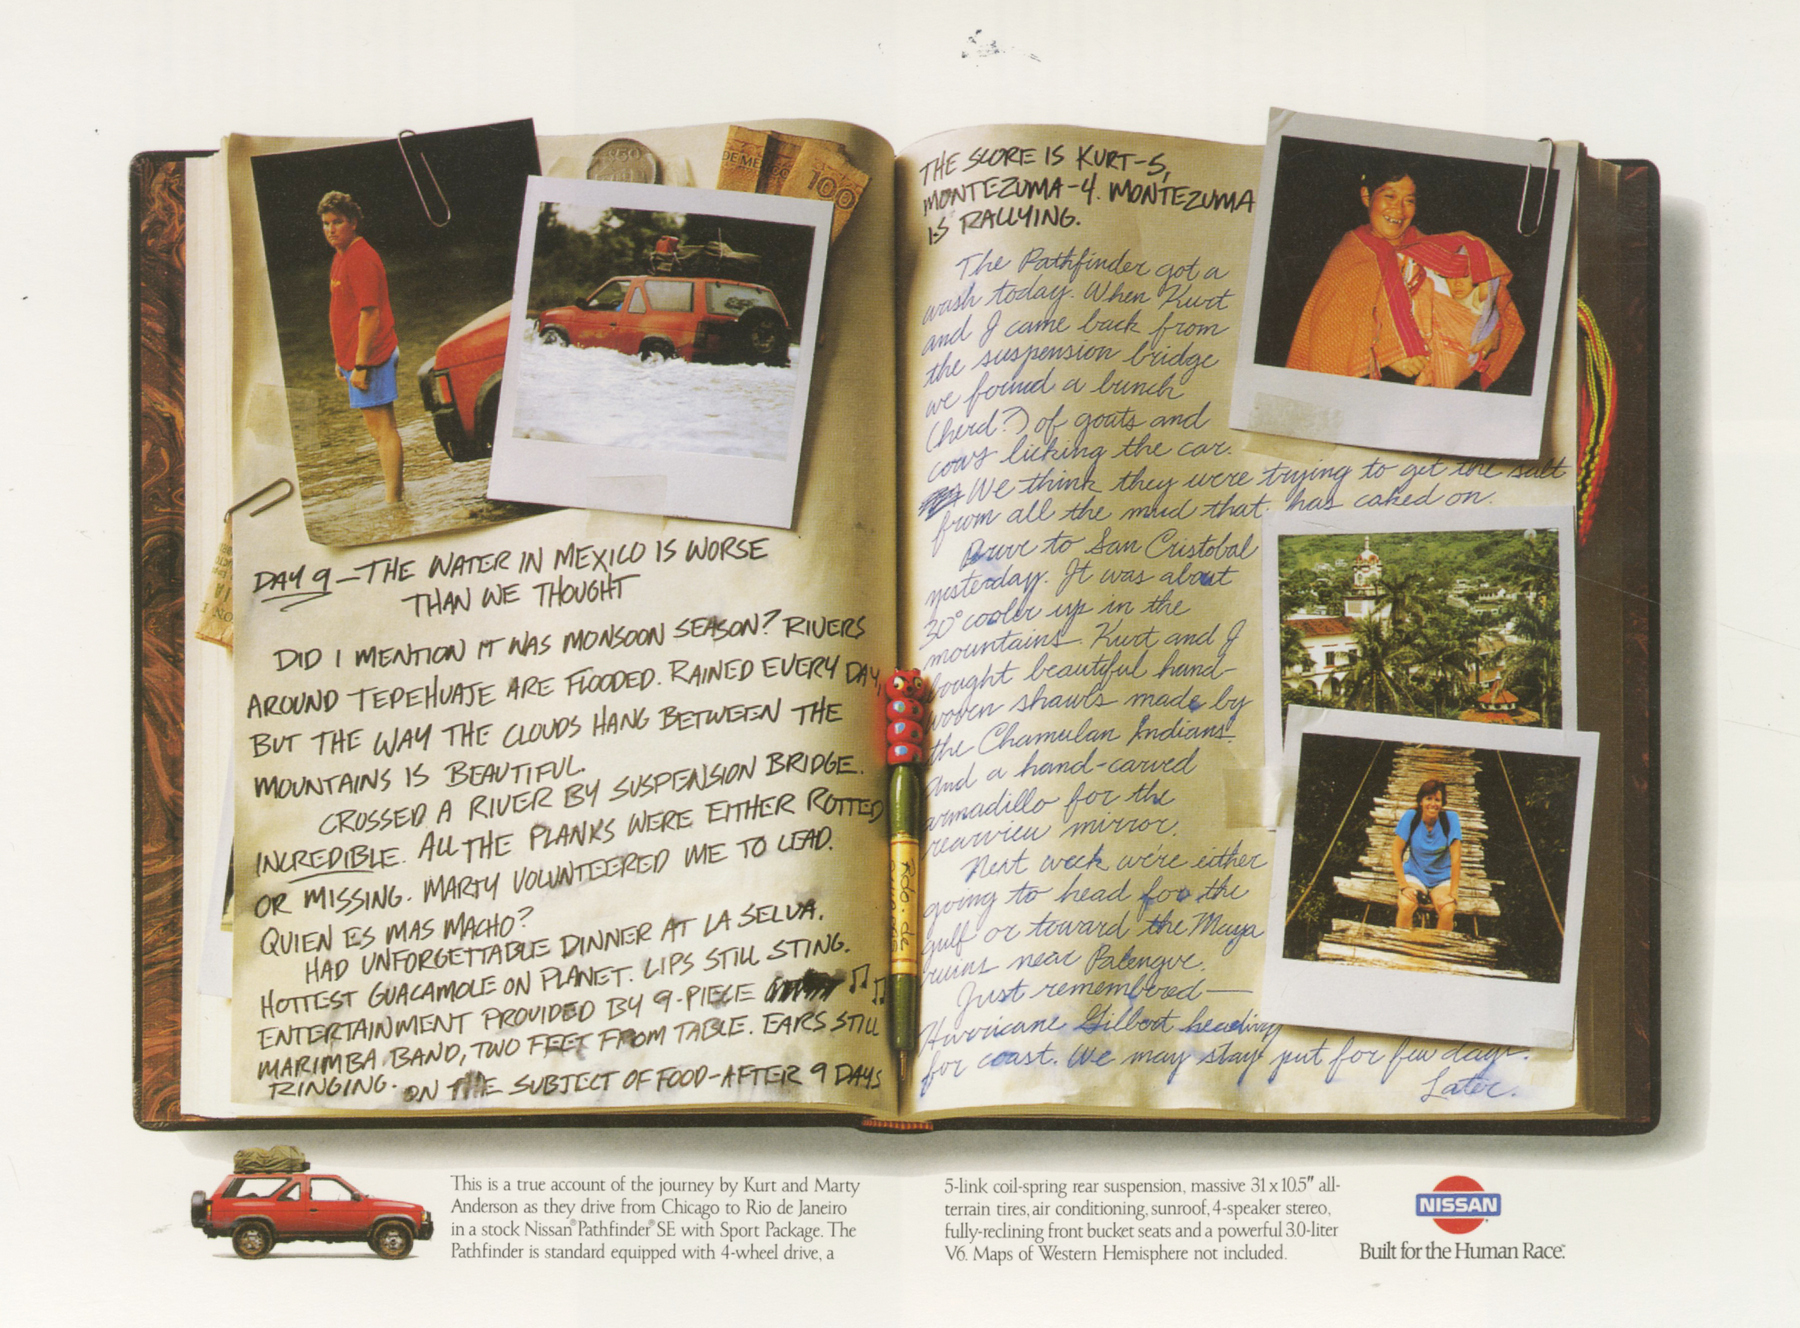 $50
DE MEXICO
100
DAY 9—THE WATER IN MEXICO IS WORSE
THAN WE THOUGHT
DID I MENTION IT WAS MONSOON SEASON? RIVERS
AROUND TEPEHUAJE ARE FLOODED. RAINED EVERY DAY,
BUT THE WAY THE CLOUDS HANG BETWEEN THE
MOUNTAINS IS BEAUTIFUL.
CROSSED A RIVER BY SUSPENSION BRIDGE.
INCREDIBLE. ALL THE PLANKS WERE EITHER ROTTED
OR MISSING. MARTY VOLUNTEERED ME TO LEAD.
QUIEN ES MAS MACHO?
HAD UNFORGETTABLE DINNER AT LA SELVA.
HOTTEST GUACAMOLE ON PLANET. LIPS STILL STING.
ENTERTAINMENT PROVIDED BY 9-PIECE
MARIMBA BAND, TWO FEET FROM TABLE. EARS STILL
RINGING.
ON THE SUBJECT OF FOOD-AFTER 9 DAYS
THE SCORE IS KURT-5,
MONTEZUMA-4. MONTEZUMA
IS RALLYING.
The Pathfinder got a
wash today. When Kurt
and I came back from
the suspension bridge
we found a bunch
(herd?) of goats and
cows licking the car.
We think they were trying to get the salt
from all the mud that has caked on.
Drove to San Cristobal
yesterday. It was about
30° cooler up in the
mountains. Kurt and I
bought beautiful hand-
woven shawls made by
the Chamulan Indians.
And a hand-carved
armadillo for the
rearview mirror.
Next week we're either
going to head for the
gulf or toward the Maya
ruins near Palenque.
Just remembered—
Hurricane Gilbert heading
for coast. We may stay put for few days.
Later.
Rdo. de
This is a true account of the journey by Kurt and Marty
Anderson as they drive from Chicago to Rio de Janeiro
in a stock Nissan® Pathfinder® SE with Sport Package. The
Pathfinder is standard equipped with 4-wheel drive, a
5-link coil-spring rear suspension, massive 31 x 10.5" all-
terrain tires, air conditioning, sunroof, 4-speaker stereo,
fully-reclining front bucket seats and a powerful 3.0-liter
V6. Maps of Western Hemisphere not included.
NISSAN®
Built for the Human Race.℠